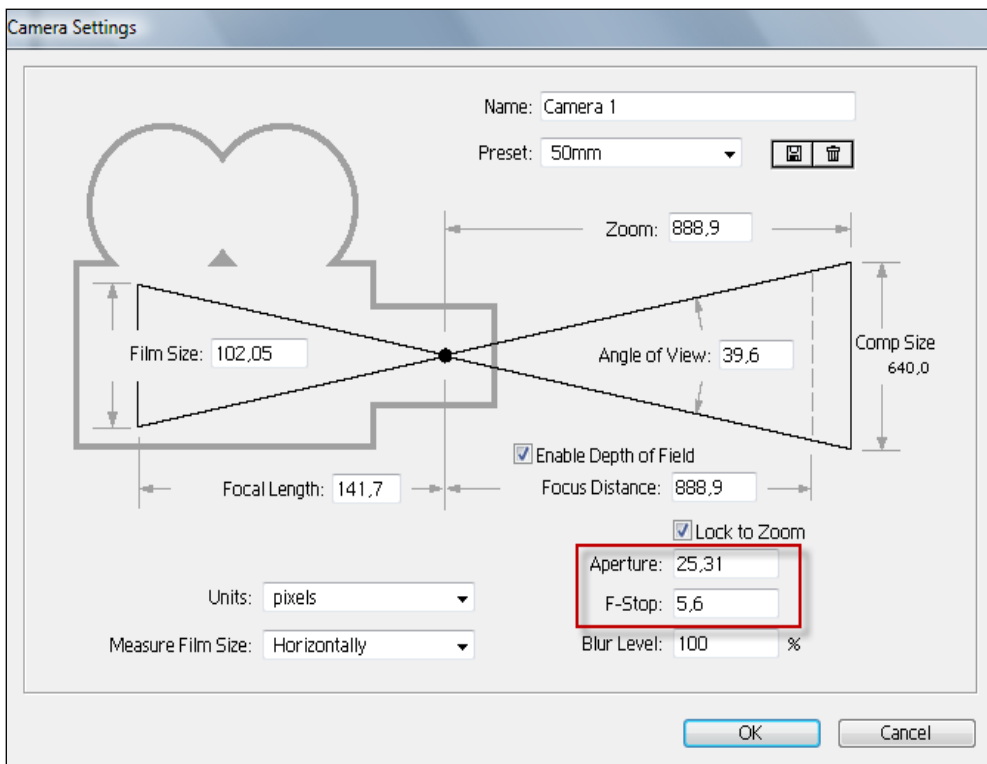 Camera Settings
Name: Camera 1
Preset: 50mm
Zoom: 888,9
Film Size: 102,05
Angle of View: 39,6
Comp Size
640,0
Enable Depth of Field
Focal Length: 141,7
Focus Distance: 888,9
Lock to Zoom
Aperture: 25,31
Units: pixels
F-Stop: 5,6
Measure Film Size: Horizontally
Blur Level: 100 %
OK
Cancel